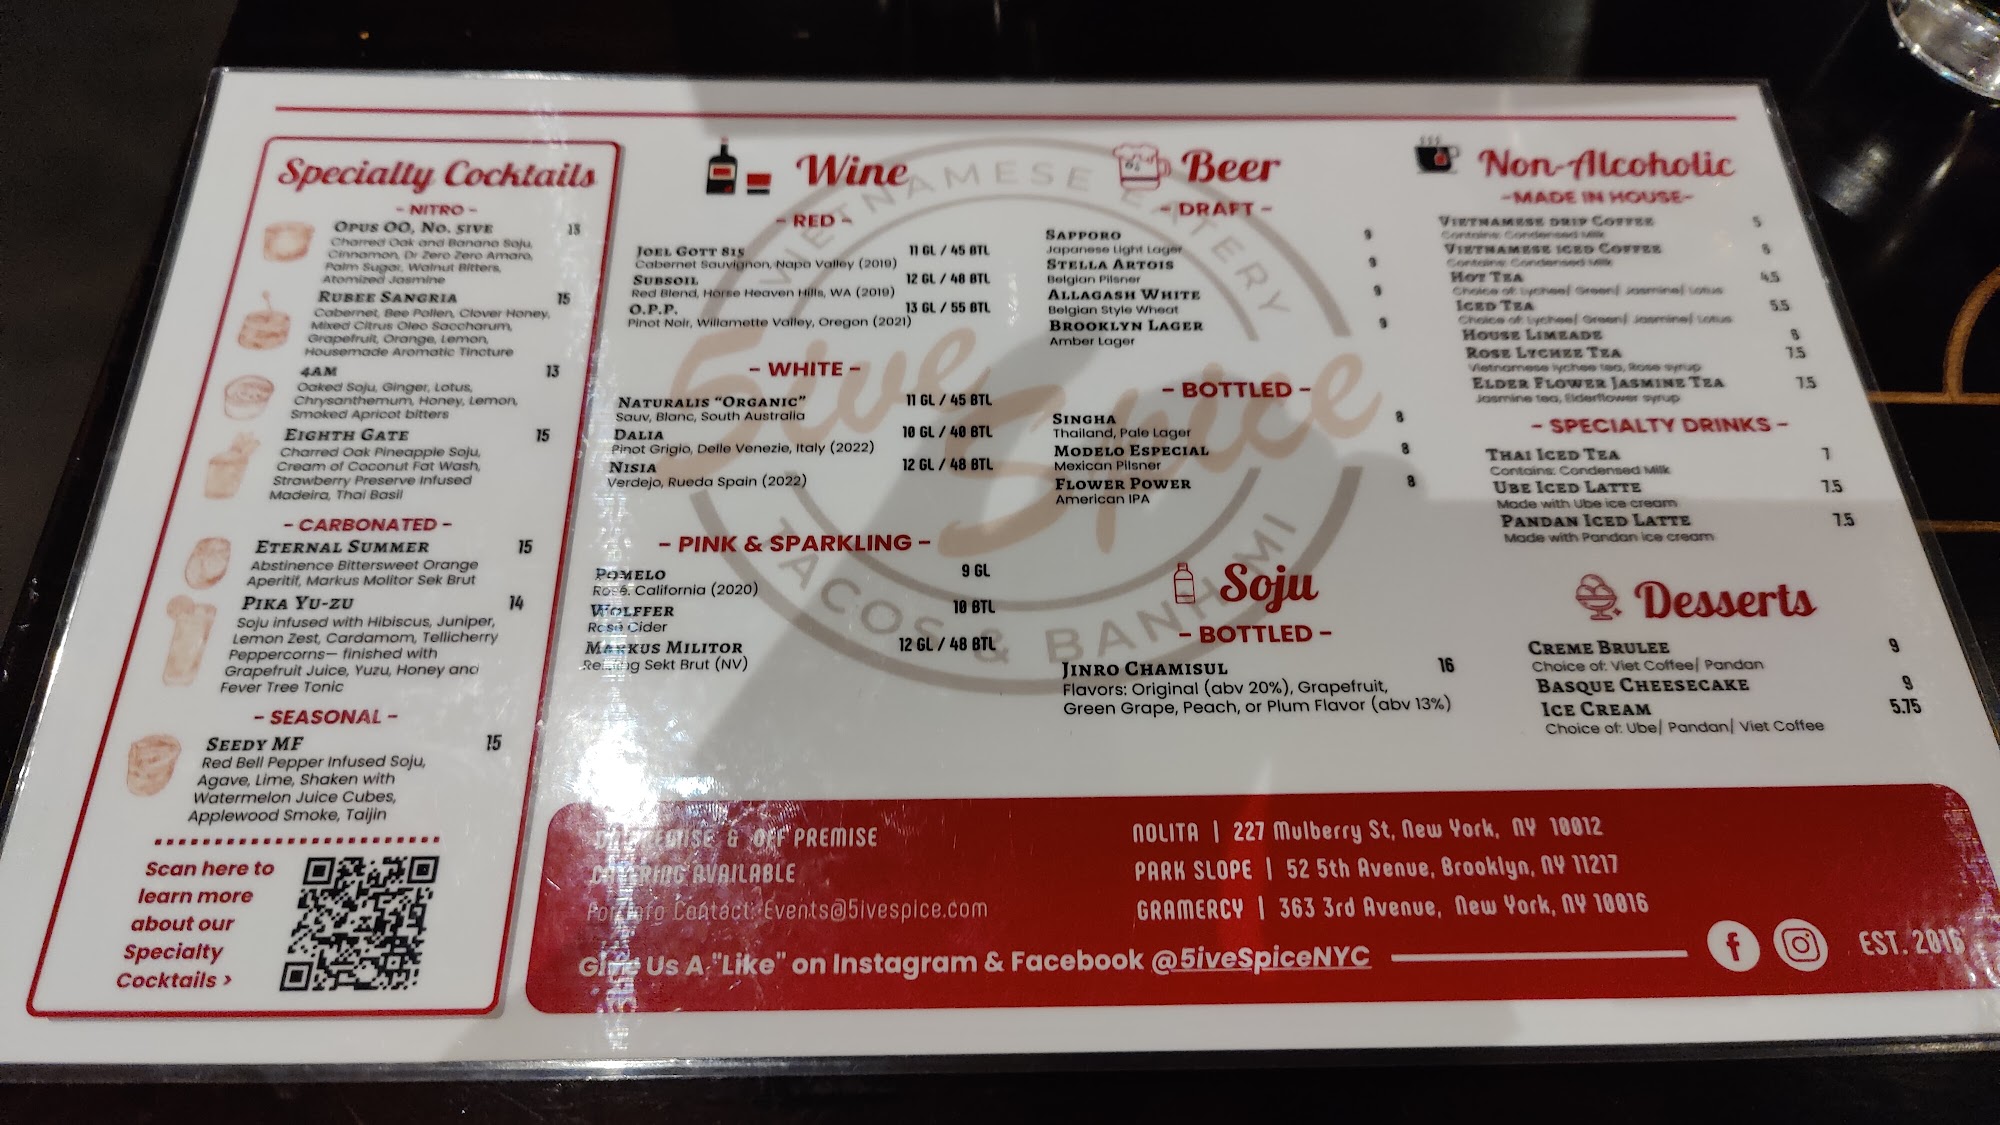 Specialty Cocktails
- NITRO -
OPUS OO, NO. 5IVE 13
Charred Oak and Banana Soju,
Cinnamon, Dr Zero Zero Amaro,
Palm Sugar, Walnut Bitters,
Atomized Jasmine
RUBEE SANGRIA 15
Cabernet, Bee Pollen, Clover Honey,
Mixed Citrus Oleo Saccharum,
Grapefruit, Orange, Lemon,
Housemade Aromatic Tincture
4AM 13
Oaked Soju, Ginger, Lotus,
Chrysanthemum, Honey, Lemon,
Smoked Apricot bitters
EIGHTH GATE 15
Charred Oak Pineapple Soju,
Cream of Coconut Fat Wash,
Strawberry Preserve Infused
Madeira, Thai Basil
- CARBONATED -
ETERNAL SUMMER 15
Abstinence Bittersweet Orange
Aperitif, Markus Molitor Sek Brut
PIKA YU-ZU 14
Soju infused with Hibiscus, Juniper,
Lemon Zest, Cardamom, Tellicherry
Peppercorns— finished with
Grapefruit Juice, Yuzu, Honey and
Fever Tree Tonic
- SEASONAL -
SEEDY MF 15
Red Bell Pepper Infused Soju,
Agave, Lime, Shaken with
Watermelon Juice Cubes,
Applewood Smoke, Taijin
Scan here to
learn more
about our
Specialty
Cocktails >
Wine
- RED -
JOEL GOTT 815 11 GL / 45 BTL
Cabernet Sauvignon, Napa Valley (2019)
SUBSOIL 12 GL / 48 BTL
Red Blend, Horse Heaven Hills, WA (2019)
O.P.P. 13 GL / 55 BTL
Pinot Noir, Willamette Valley, Oregon (2021)
- WHITE -
NATURALIS "ORGANIC" 11 GL / 45 BTL
Sauv, Blanc, South Australia
DALIA 10 GL / 40 BTL
Pinot Grigio, Delle Venezie, Italy (2022)
NISIA 12 GL / 48 BTL
Verdejo, Rueda Spain (2022)
- PINK & SPARKLING -
POMELO 9 GL
Rosé. California (2020)
WOLFFER 10 BTL
Rosé Cider
MARKUS MILITOR 12 GL / 48 BTL
Sekt Brut (NV)
Beer
- DRAFT -
SAPPORO 9
Japanese Light Lager
STELLA ARTOIS 9
Belgian Pilsner
ALLAGASH WHITE 9
Belgian Style Wheat
BROOKLYN LAGER 9
Amber Lager
- BOTTLED -
SINGHA 8
Thailand, Pale Lager
MODELO ESPECIAL 8
Mexican Pilsner
FLOWER POWER 8
American IPA
Soju
- BOTTLED -
JINRO CHAMISUL 16
Flavors: Original (abv 20%), Grapefruit,
Green Grape, Peach, or Plum Flavor (abv 13%)
Non-Alcoholic
-MADE IN HOUSE-
VIETNAMESE DRIP COFFEE 5
Contains: Condensed Milk
VIETNAMESE ICED COFFEE 6
Contains: Condensed Milk
HOT TEA 4.5
Choice of: Lychee/ Green/ Jasmine/ Lotus
ICED TEA 5.5
Choice of: Lychee/ Green/ Jasmine/ Lotus
HOUSE LIMEADE 6
ROSE LYCHEE TEA 7.5
Vietnamese lychee tea, Rose syrup
ELDER FLOWER JASMINE TEA 7.5
Jasmine tea, Elderflower syrup
- SPECIALTY DRINKS -
THAI ICED TEA 7
Contains: Condensed Milk
UBE ICED LATTE 7.5
Made with Ube ice cream
PANDAN ICED LATTE 7.5
Made with Pandan ice cream
Desserts
CREME BRULEE 9
Choice of: Viet Coffee/ Pandan
BASQUE CHEESECAKE 9
ICE CREAM 5.75
Choice of: Ube/ Pandan/ Viet Coffee
VIETNAMESE EATERY
5ive Spice
TACOS & BANH MI
ON PREMISE & OFF PREMISE
CATERING AVAILABLE
For Info Contact: Events@5ivespice.com
NOLITA | 227 Mulberry St, New York, NY 10012
PARK SLOPE | 52 5th Avenue, Brooklyn, NY 11217
GRAMERCY | 363 3rd Avenue, New York, NY 10016
Give Us A "Like" on Instagram & Facebook @5iveSpiceNYC
EST. 2016